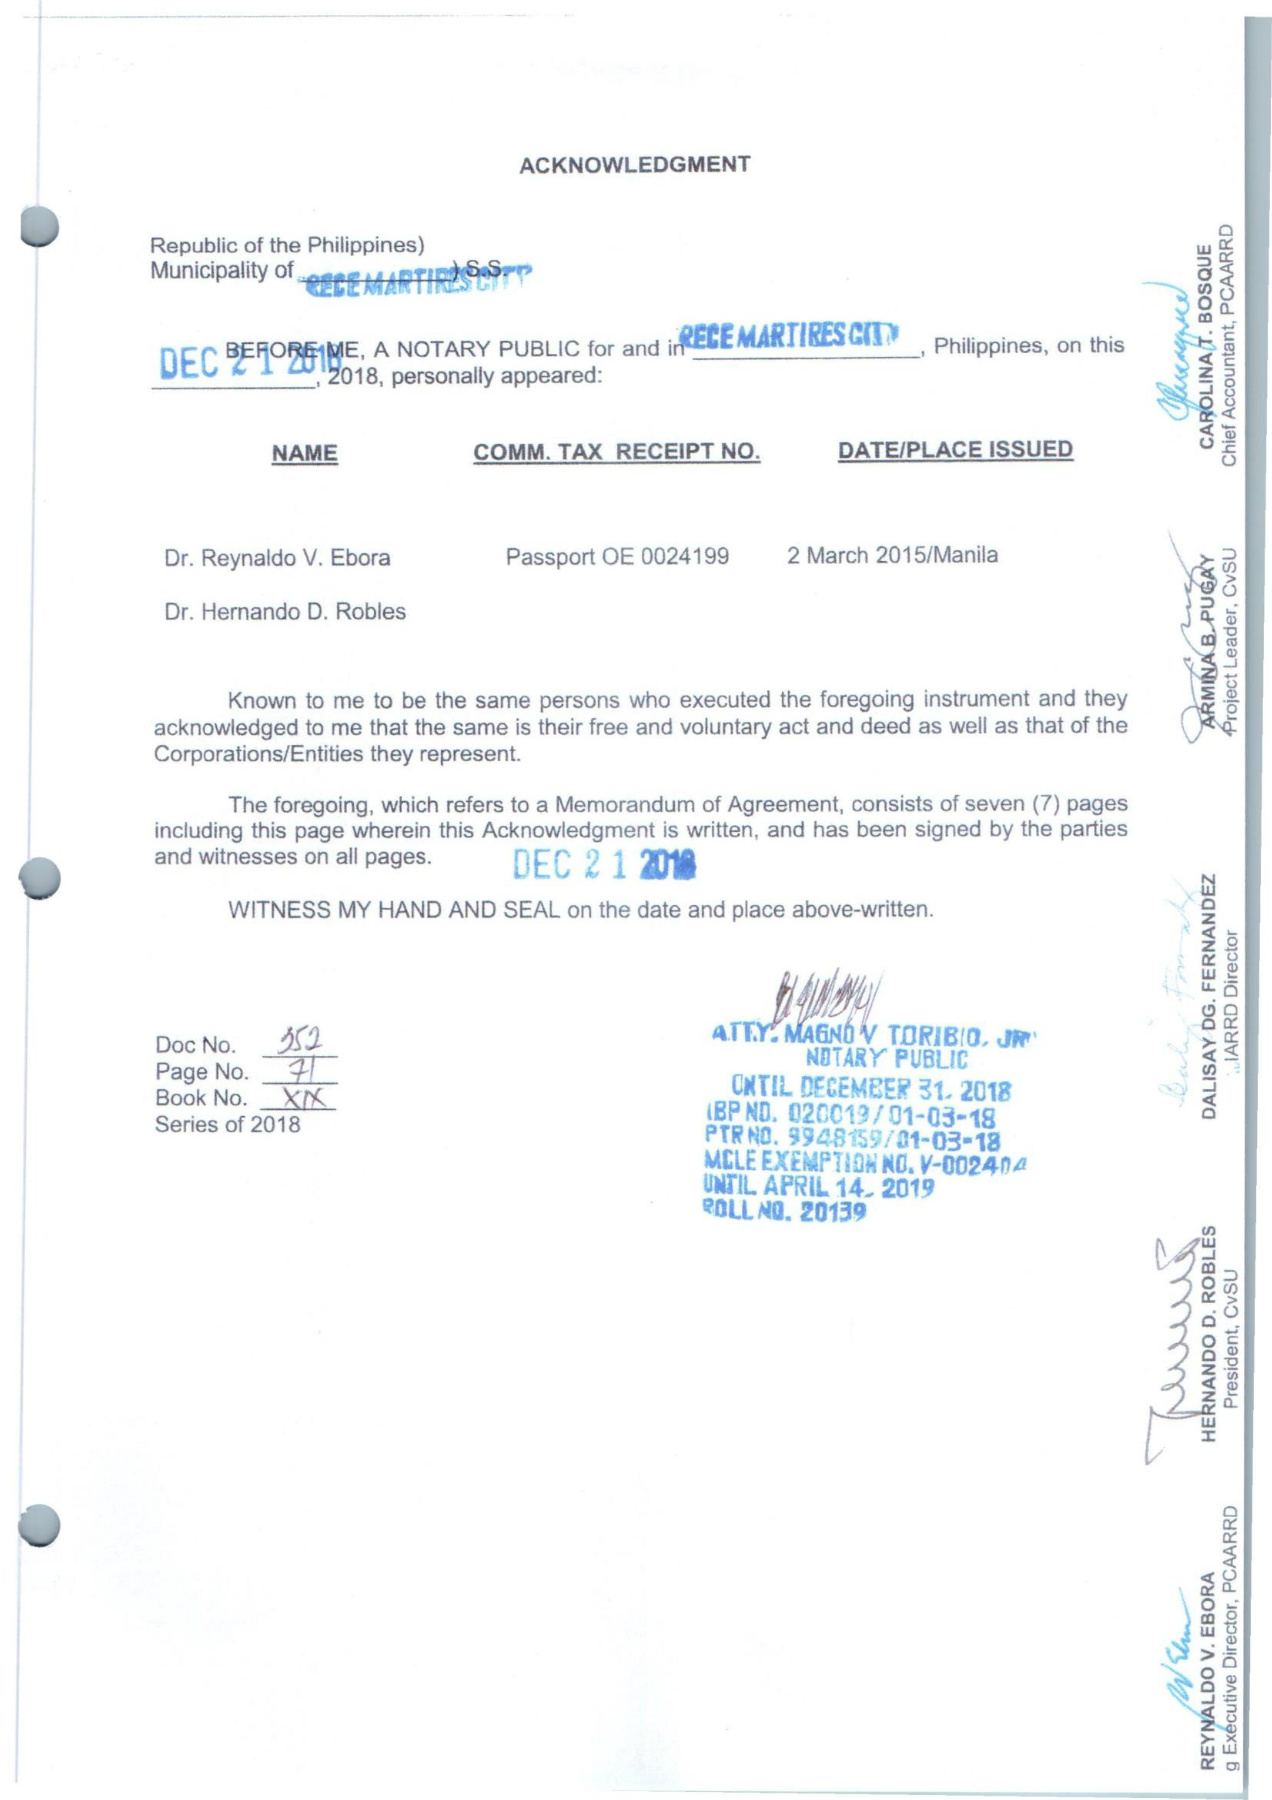 ACKNOWLEDGMENT
Republic of the Philippines)
Municipality of ) S.S.
RECE MARTIRES CITY
BEFORE ME, A NOTARY PUBLIC for and in RECE MARTIRES CITY, Philippines, on this
DEC 21 2018, 2018, personally appeared:
NAME COMM. TAX RECEIPT NO. DATE/PLACE ISSUED
Dr. Reynaldo V. Ebora Passport OE 0024199 2 March 2015/Manila
Dr. Hernando D. Robles
Known to me to be the same persons who executed the foregoing instrument and they
acknowledged to me that the same is their free and voluntary act and deed as well as that of the
Corporations/Entities they represent.
The foregoing, which refers to a Memorandum of Agreement, consists of seven (7) pages
including this page wherein this Acknowledgment is written, and has been signed by the parties
and witnesses on all pages.
DEC 21 2018
WITNESS MY HAND AND SEAL on the date and place above-written.
Doc No. 352
Page No. 71
Book No. XIX
Series of 2018
ATTY. MAGNO V TORIBIO, JR
NOTARY PUBLIC
UNTIL DECEMBER 31, 2018
IBP NO. 020019/01-03-18
PTR NO. 9948159/01-03-18
MCLE EXEMPTION NO. V-002404
UNTIL APRIL 14, 2019
ROLL NO. 20139
CAROLINA T. BOSQUE
Chief Accountant, PCAARRD
ARMINA B. PUGAY
Project Leader, CvSU
DALISAY DG. FERNANDEZ
IARRD Director
HERNANDO D. ROBLES
President, CvSU
REYNALDO V. EBORA
g Executive Director, PCAARRD